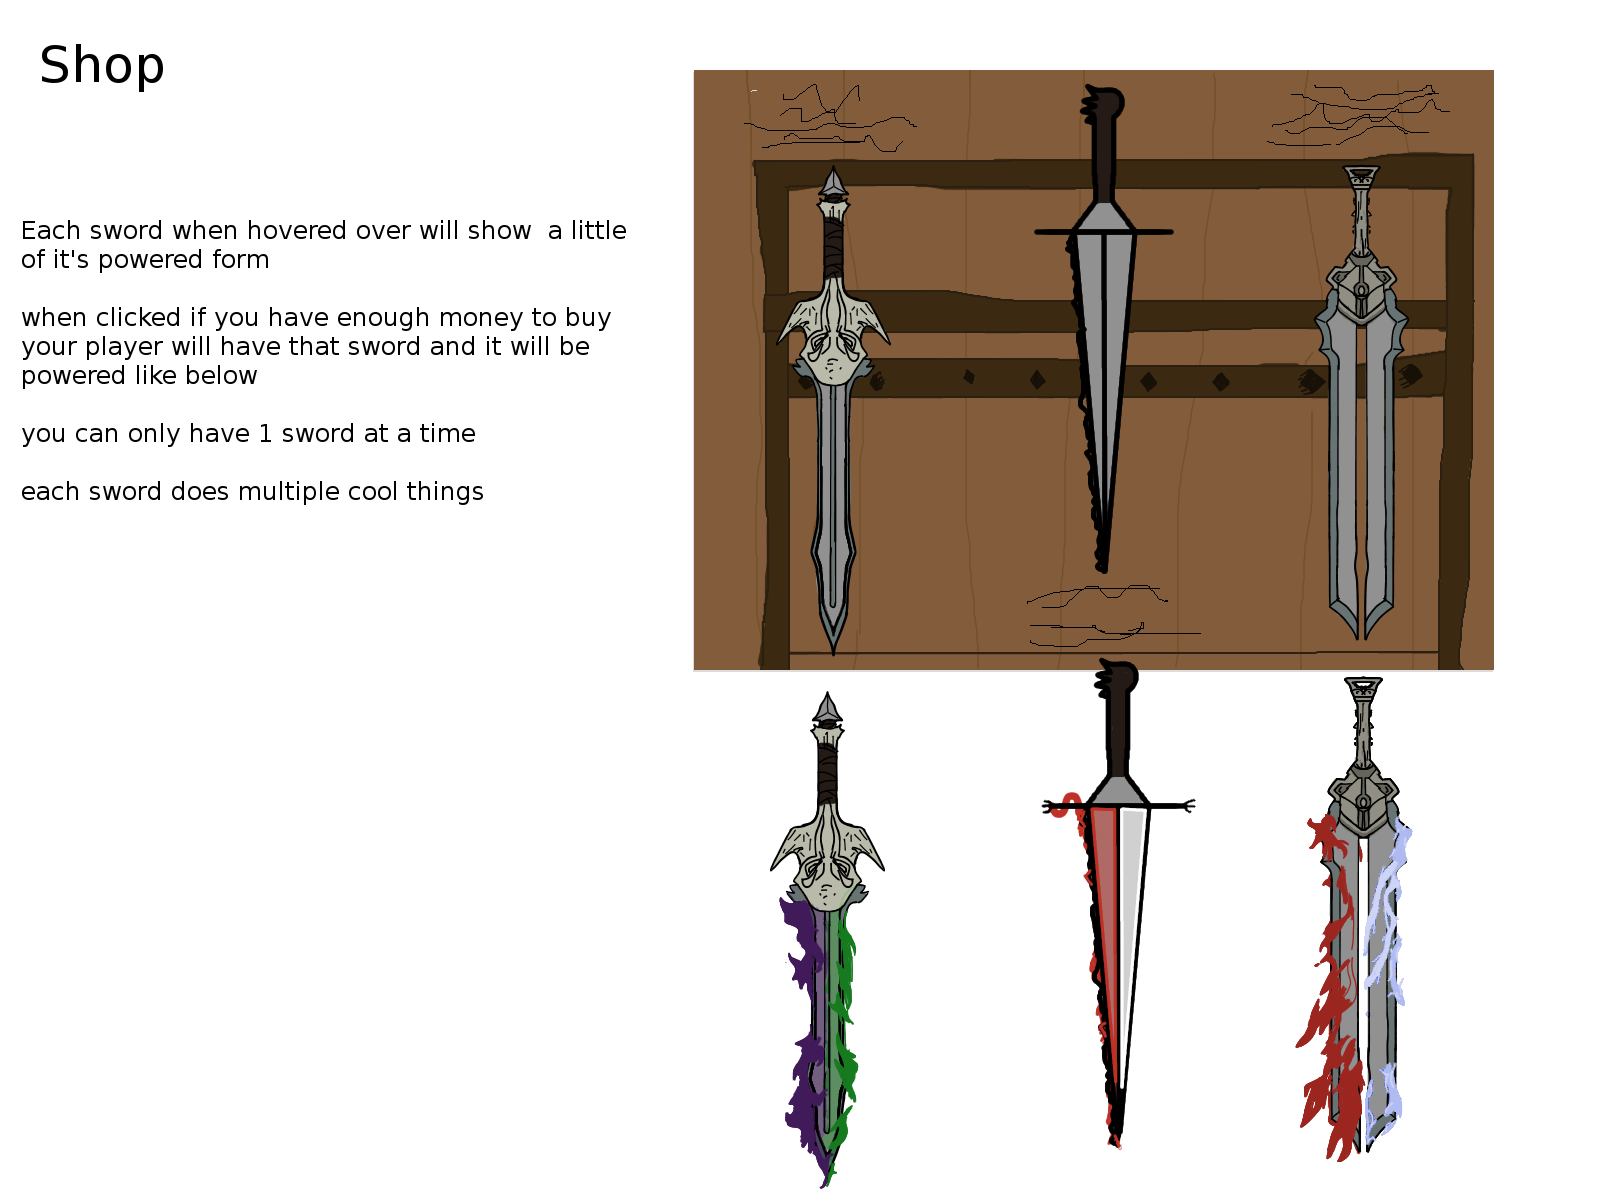 Shop
Each sword when hovered over will show  a little
of it's powered form
when clicked if you have enough money to buy
your player will have that sword and it will be
powered like below
you can only have 1 sword at a time
each sword does multiple cool things